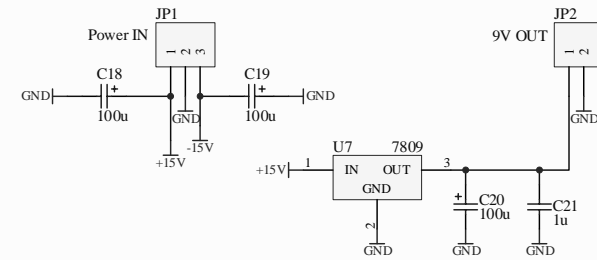 JP1
JP2
Power IN
9V OUT
1
2
3
1
2
C18
C19
+
+
GND
GND
GND
GND
100u
100u
+15V
-15V
U7
7809
+15V
1
IN
OUT
3
GND
+
C20
C21
100u
1u
2
GND
GND
GND